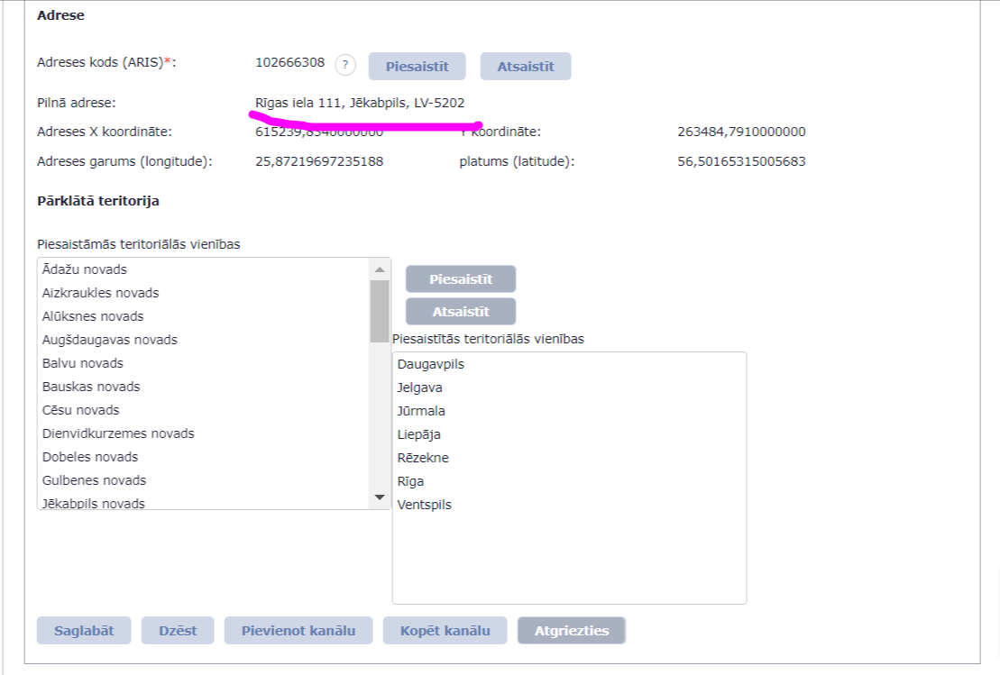 Adrese
Adreses kods (ARIS)*: 102666308 ? Piesaistīt Atsaistīt
Pilnā adrese: Rīgas iela 111, Jēkabpils, LV-5202
Adreses X koordināte: 615239,8340000000 Y koordināte: 263484,7910000000
Adreses garums (longitude): 25,87219697235188 platums (latitude): 56,50165315005683
Pārklātā teritorija
Piesaistāmās teritoriālās vienības
Ādažu novads
Aizkraukles novads
Alūksnes novads
Augšdaugavas novads
Balvu novads
Bauskas novads
Cēsu novads
Dienvidkurzemes novads
Dobeles novads
Gulbenes novads
Jēkabpils novads
Piesaistīt
Atsaistīt
Piesaistītās teritoriālās vienības
Daugavpils
Jelgava
Jūrmala
Liepāja
Rēzekne
Rīga
Ventspils
Saglabāt Dzēst Pievienot kanālu Kopēt kanālu Atgriezties